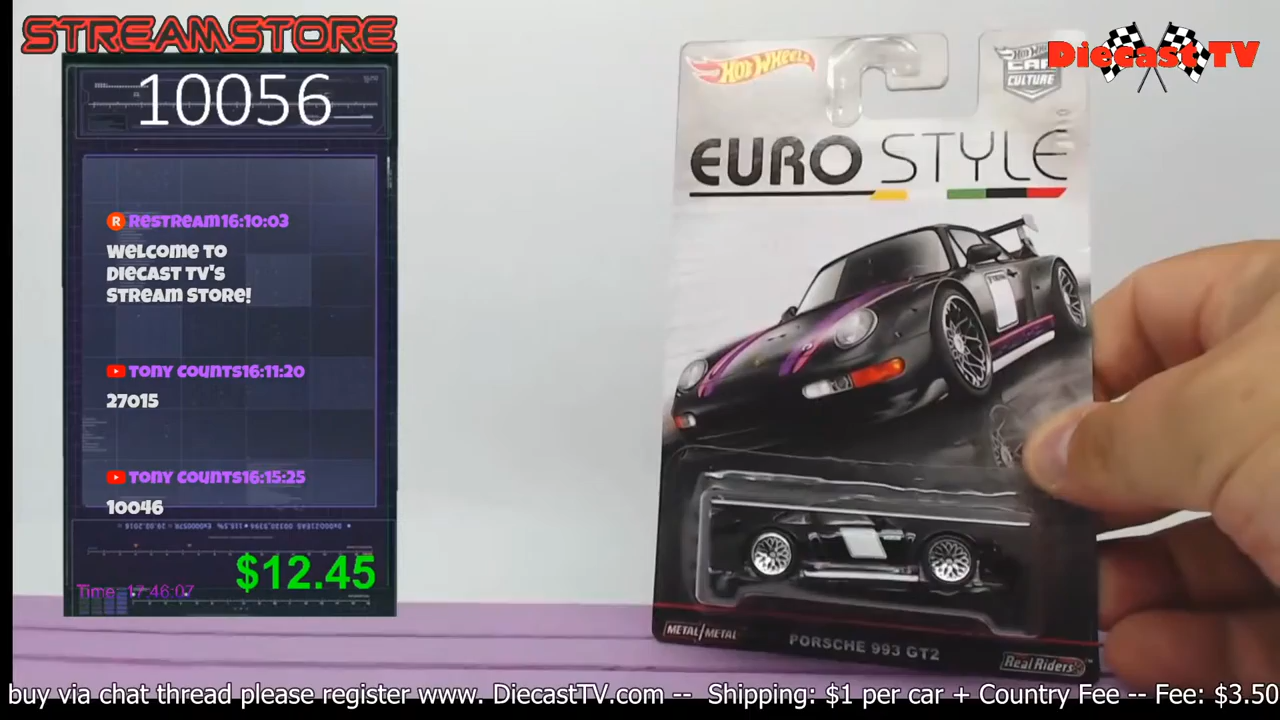 STREAMSTORE
10056
R Restream16:10:03
Welcome to
Diecast TV's
Stream Store!
Tony Counts16:11:20
27015
Tony Counts16:15:25
10046
$12.45
Time: 17:46:07
Diecast TV
HOT WHEELS
HOT WHEELS
CAR
CULTURE
EURO STYLE
METAL/METAL
PORSCHE 993 GT2
Real Riders
buy via chat thread please register www. DiecastTV.com -- Shipping: $1 per car + Country Fee -- Fee: $3.50